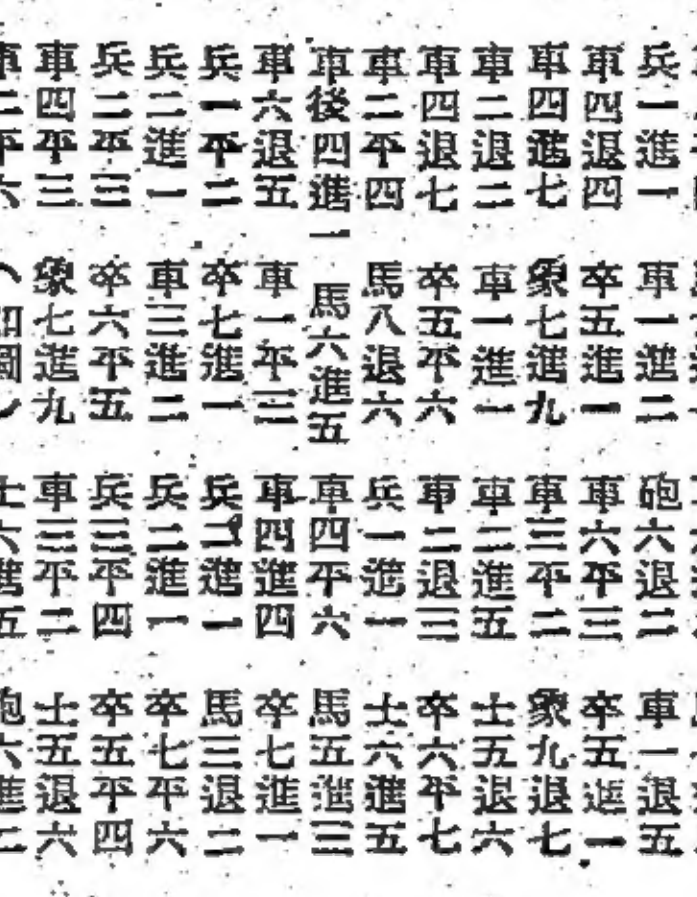 兵一進一 車一進二 砲六退二 車一退五
車四退四 卒五進一 車六平三 卒五進一
車四進七 象七進九 車三平二 象九退七
車二退二 車一進一 車二進五 士五退六
車四退七 卒五平六 車二退三 卒六平七
車二平四 馬八退六 兵一進一 士六進五
車後四進一 馬六進五 車四平六 馬五進三
車六退五 車一平三 車四進四 卒七進一
兵一平二 卒七進一 兵二進一 馬三退二
兵二進一 車三進二 兵二進一 卒七平六
兵二平三 卒六平五 兵三平四 卒五平四
車四平三 象七進九 車三平二 士五退六
車二平六 (如圖) 士六進五 砲六進二